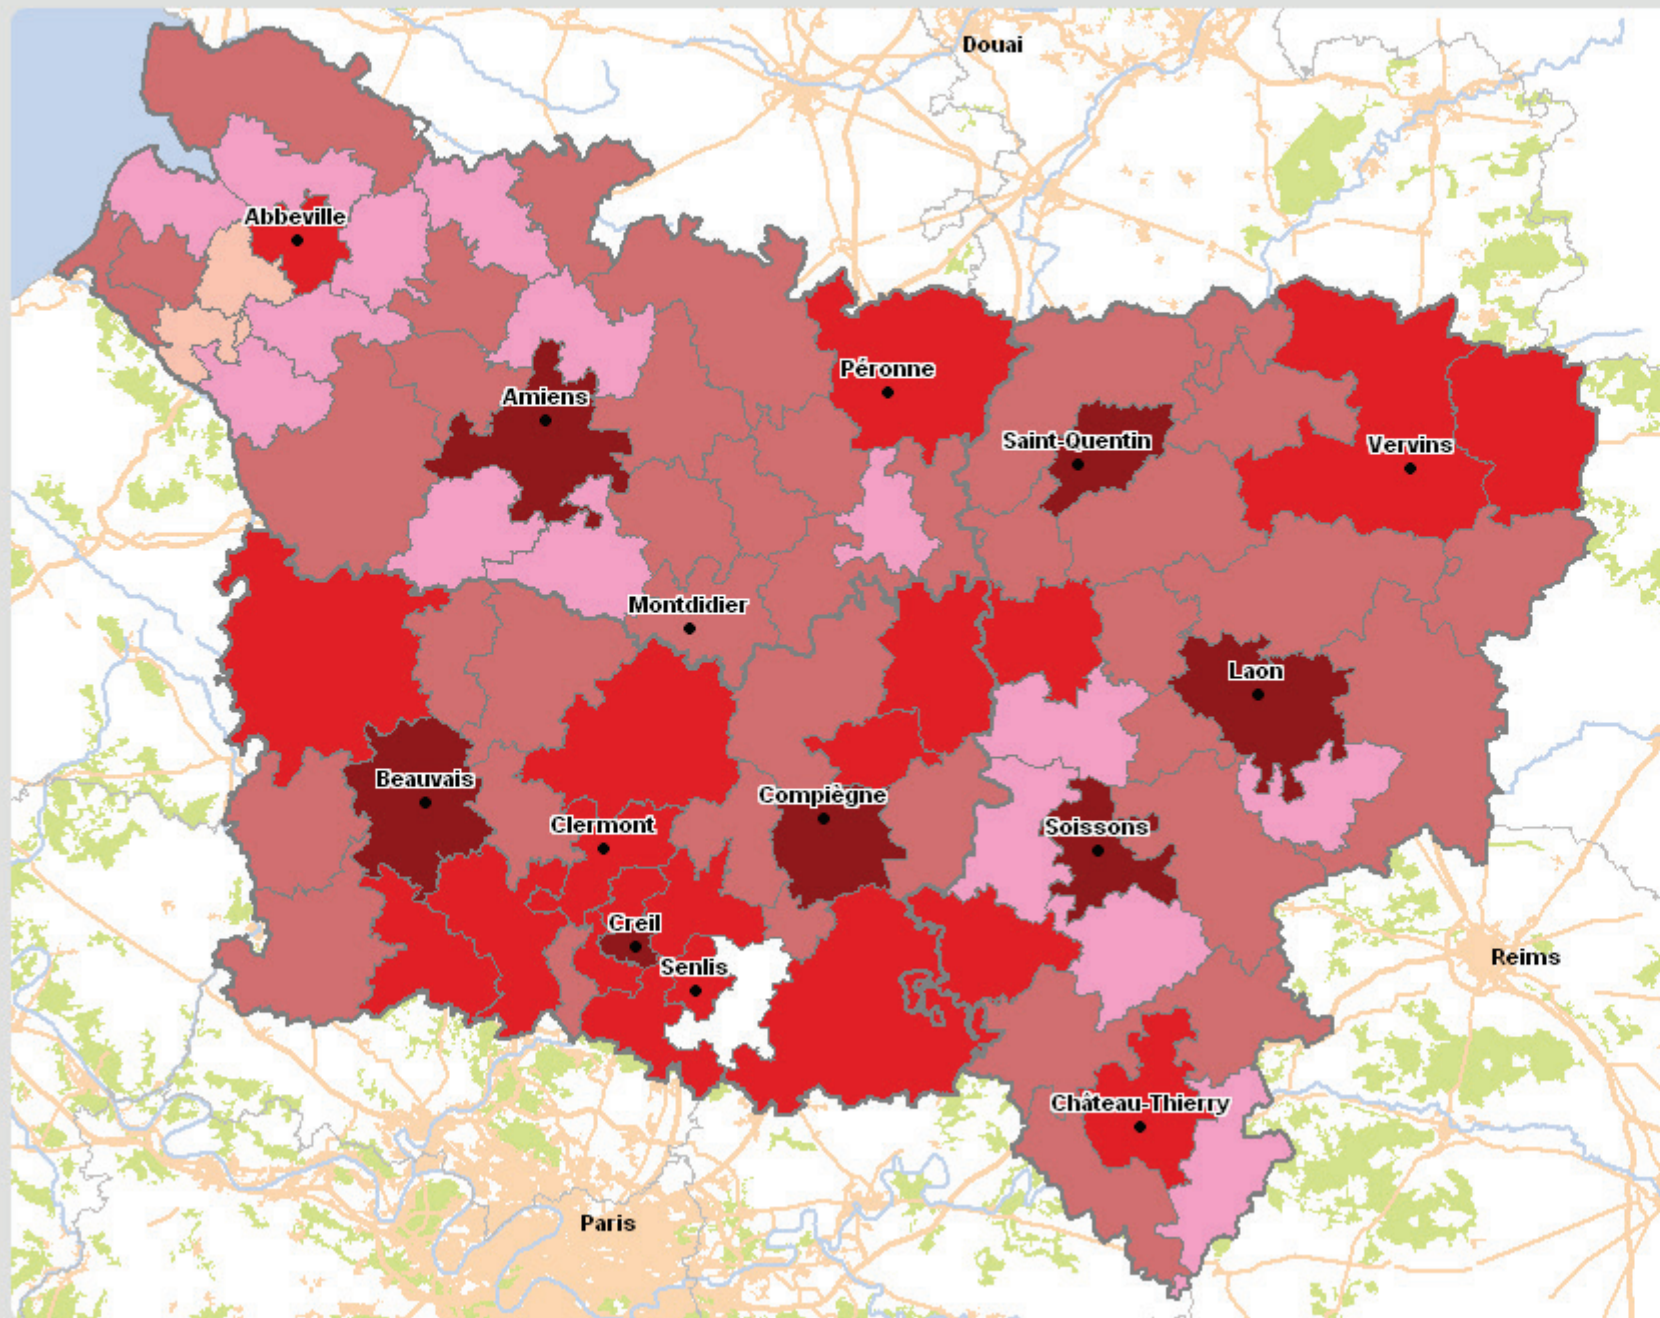 Douai
Abbeville
Péronne
Amiens
Saint-Quentin
Vervins
Montdidier
Laon
Beauvais
Compiègne
Clermont
Soissons
Creil
Senlis
Reims
Château-Thierry
Paris